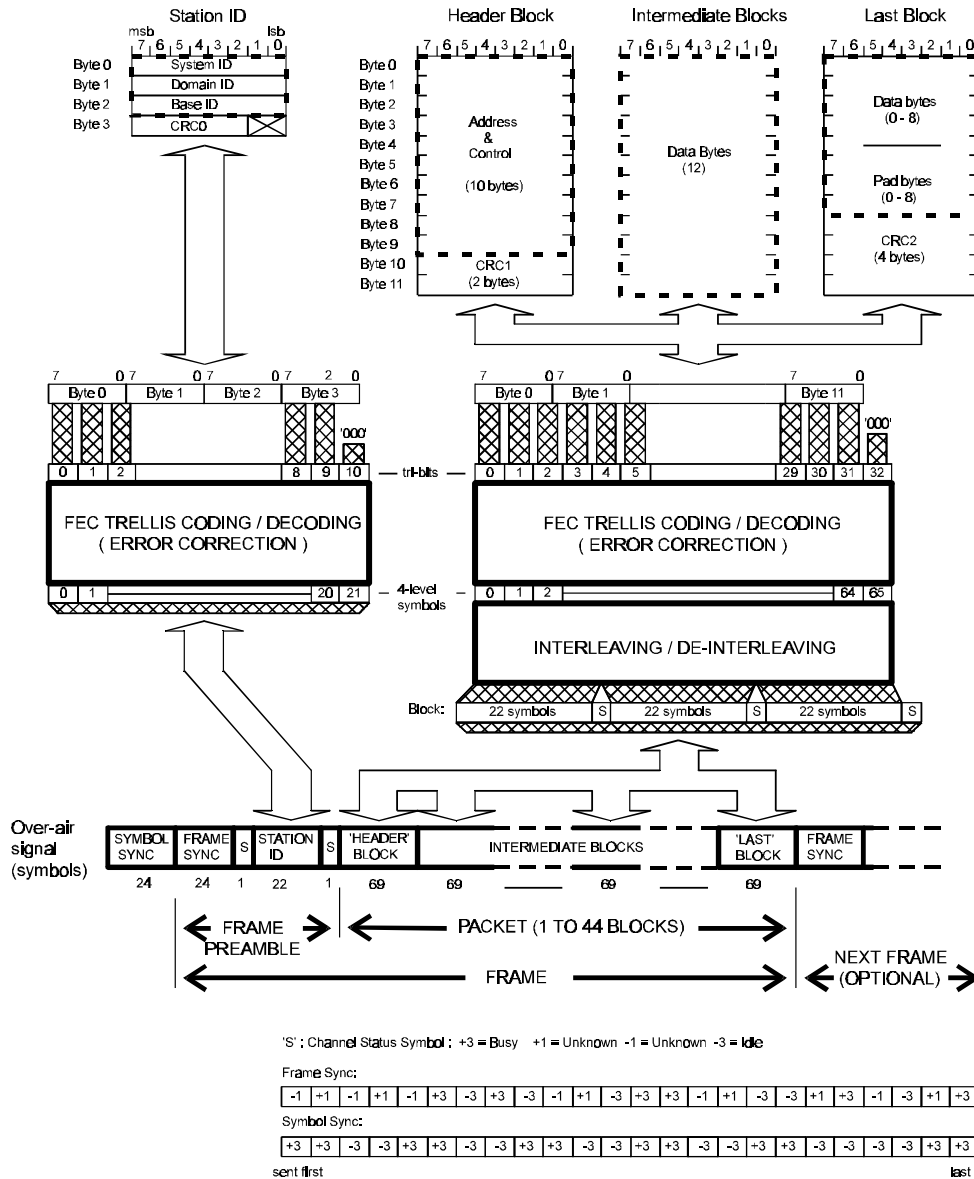 Station ID
Header Block
Intermediate Blocks
Last Block
msb
lsb
7 6 5 4 3 2 1 0
7 6 5 4 3 2 1 0
7 6 5 4 3 2 1 0
7 6 5 4 3 2 1 0
Byte 0
System ID
Byte 1
Domain ID
Byte 2
Base ID
Byte 3
CRC0
Byte 0
Byte 1
Byte 2
Byte 3
Byte 4
Byte 5
Byte 6
Byte 7
Byte 8
Byte 9
Byte 10
Byte 11
Address
&
Control
(10 bytes)
CRC1
(2 bytes)
Data Bytes
(12)
Data bytes
(0 - 8)
Pad bytes
(0 - 8)
CRC2
(4 bytes)
7 0 7 0 7 0 7 2 0
Byte 0 Byte 1 Byte 2 Byte 3
'000'
0 1 2 8 9 10
7 0 7 0 7 0
Byte 0 Byte 1 Byte 11
'000'
tri-bits
0 1 2 3 4 5 29 30 31 32
FEC TRELLIS CODING / DECODING
( ERROR CORRECTION )
FEC TRELLIS CODING / DECODING
( ERROR CORRECTION )
0 1 20 21
4-level
symbols
0 1 2 64 65
INTERLEAVING / DE-INTERLEAVING
Block:
22 symbols S 22 symbols S 22 symbols S
Over-air
signal
(symbols)
SYMBOL
SYNC
FRAME
SYNC
S
STATION
ID
S
'HEADER'
BLOCK
INTERMEDIATE BLOCKS
'LAST'
BLOCK
FRAME
SYNC
24 24 1 22 1 69 69 69 69
FRAME
PREAMBLE
PACKET (1 TO 44 BLOCKS)
FRAME
NEXT FRAME
(OPTIONAL)
'S' : Channel Status Symbol : +3 = Busy +1 = Unknown -1 = Unknown -3 = Idle
Frame Sync:
-1 +1 -1 +1 -1 +3 -3 +3 -3 -1 +1 -3 +3 +3 -1 +1 -3 -3 +1 +3 -1 -3 +1 +3
Symbol Sync:
+3 +3 -3 -3 +3 +3 -3 -3 +3 +3 -3 -3 +3 +3 -3 -3 +3 +3 -3 -3 +3 +3 -3 +3
sent first
last